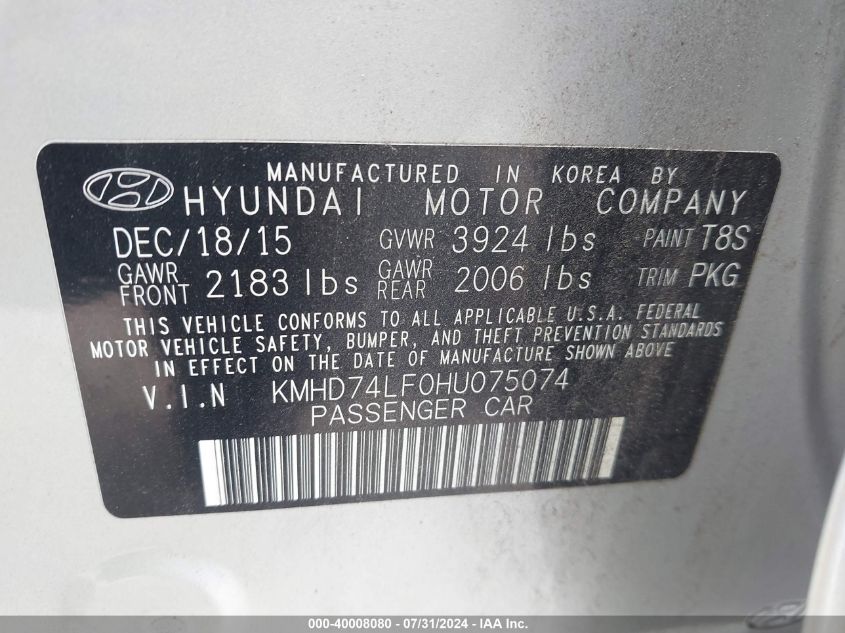 MANUFACTURED IN KOREA BY
HYUNDAI MOTOR COMPANY
DEC/18/15 GVWR 3924 lbs PAINT T8S
GAWR FRONT 2183 lbs GAWR REAR 2006 lbs TRIM PKG
THIS VEHICLE CONFORMS TO ALL APPLICABLE U.S.A. FEDERAL
MOTOR VEHICLE SAFETY, BUMPER, AND THEFT PREVENTION STANDARDS
IN EFFECT ON THE DATE OF MANUFACTURE SHOWN ABOVE
V.I.N KMHD74LF0HU075074
PASSENGER CAR
000-40008080 - 07/31/2024 - IAA Inc.